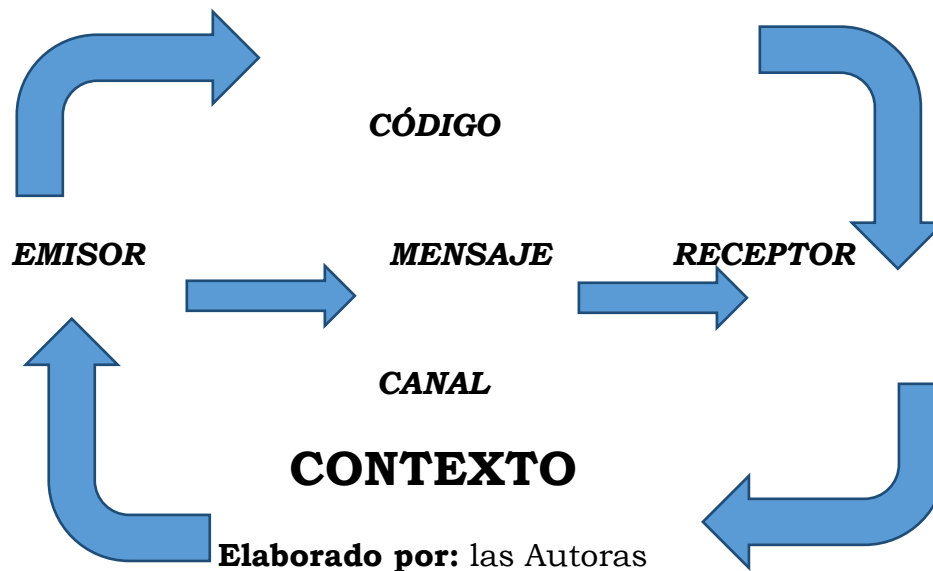 CÓDIGO
EMISOR MENSAJE RECEPTOR
CANAL
CONTEXTO
Elaborado por: las Autoras